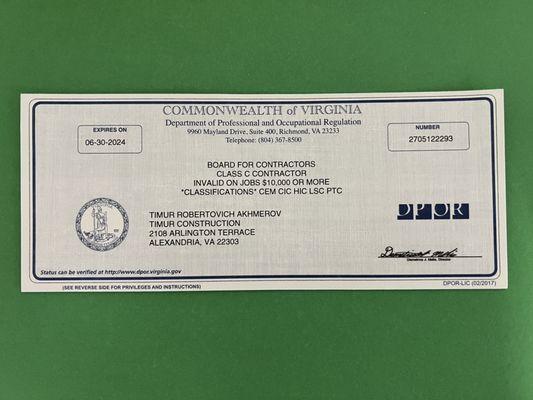 COMMONWEALTH of VIRGINIA
Department of Professional and Occupational Regulation
9960 Mayland Drive, Suite 400, Richmond, VA 23233
Telephone: (804) 367-8500
EXPIRES ON
06-30-2024
NUMBER
2705122293
BOARD FOR CONTRACTORS
CLASS C CONTRACTOR
INVALID ON JOBS $10,000 OR MORE
*CLASSIFICATIONS* CEM CIC HIC LSC PTC
DPOR
TIMUR ROBERTOVICH AKHMEROV
TIMUR CONSTRUCTION
2108 ARLINGTON TERRACE
ALEXANDRIA, VA 22303
Demetrios J. Melis, Director
Status can be verified at http://www.dpor.virginia.gov
(SEE REVERSE SIDE FOR PRIVILEGES AND INSTRUCTIONS)
DPOR-LIC (02/2017)